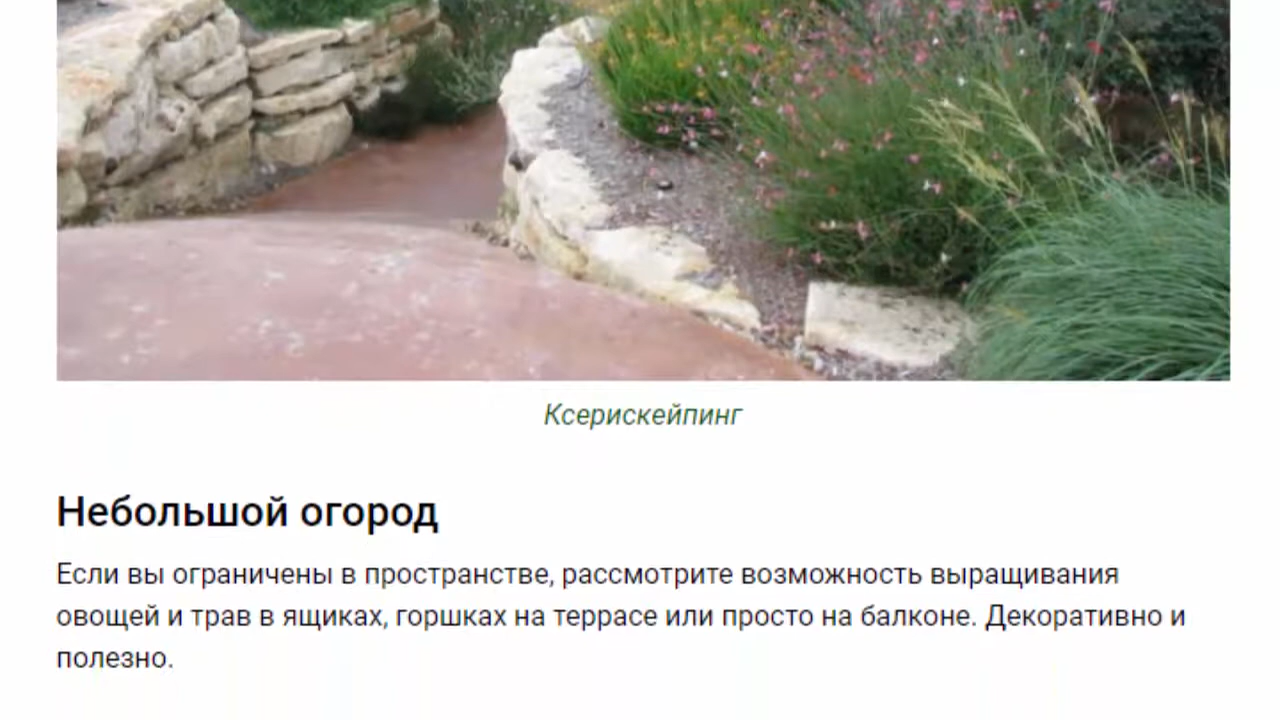 Ксерискейпинг
Небольшой огород
Если вы ограничены в пространстве, рассмотрите возможность выращивания
овощей и трав в ящиках, горшках на террасе или просто на балконе. Декоративно и
полезно.